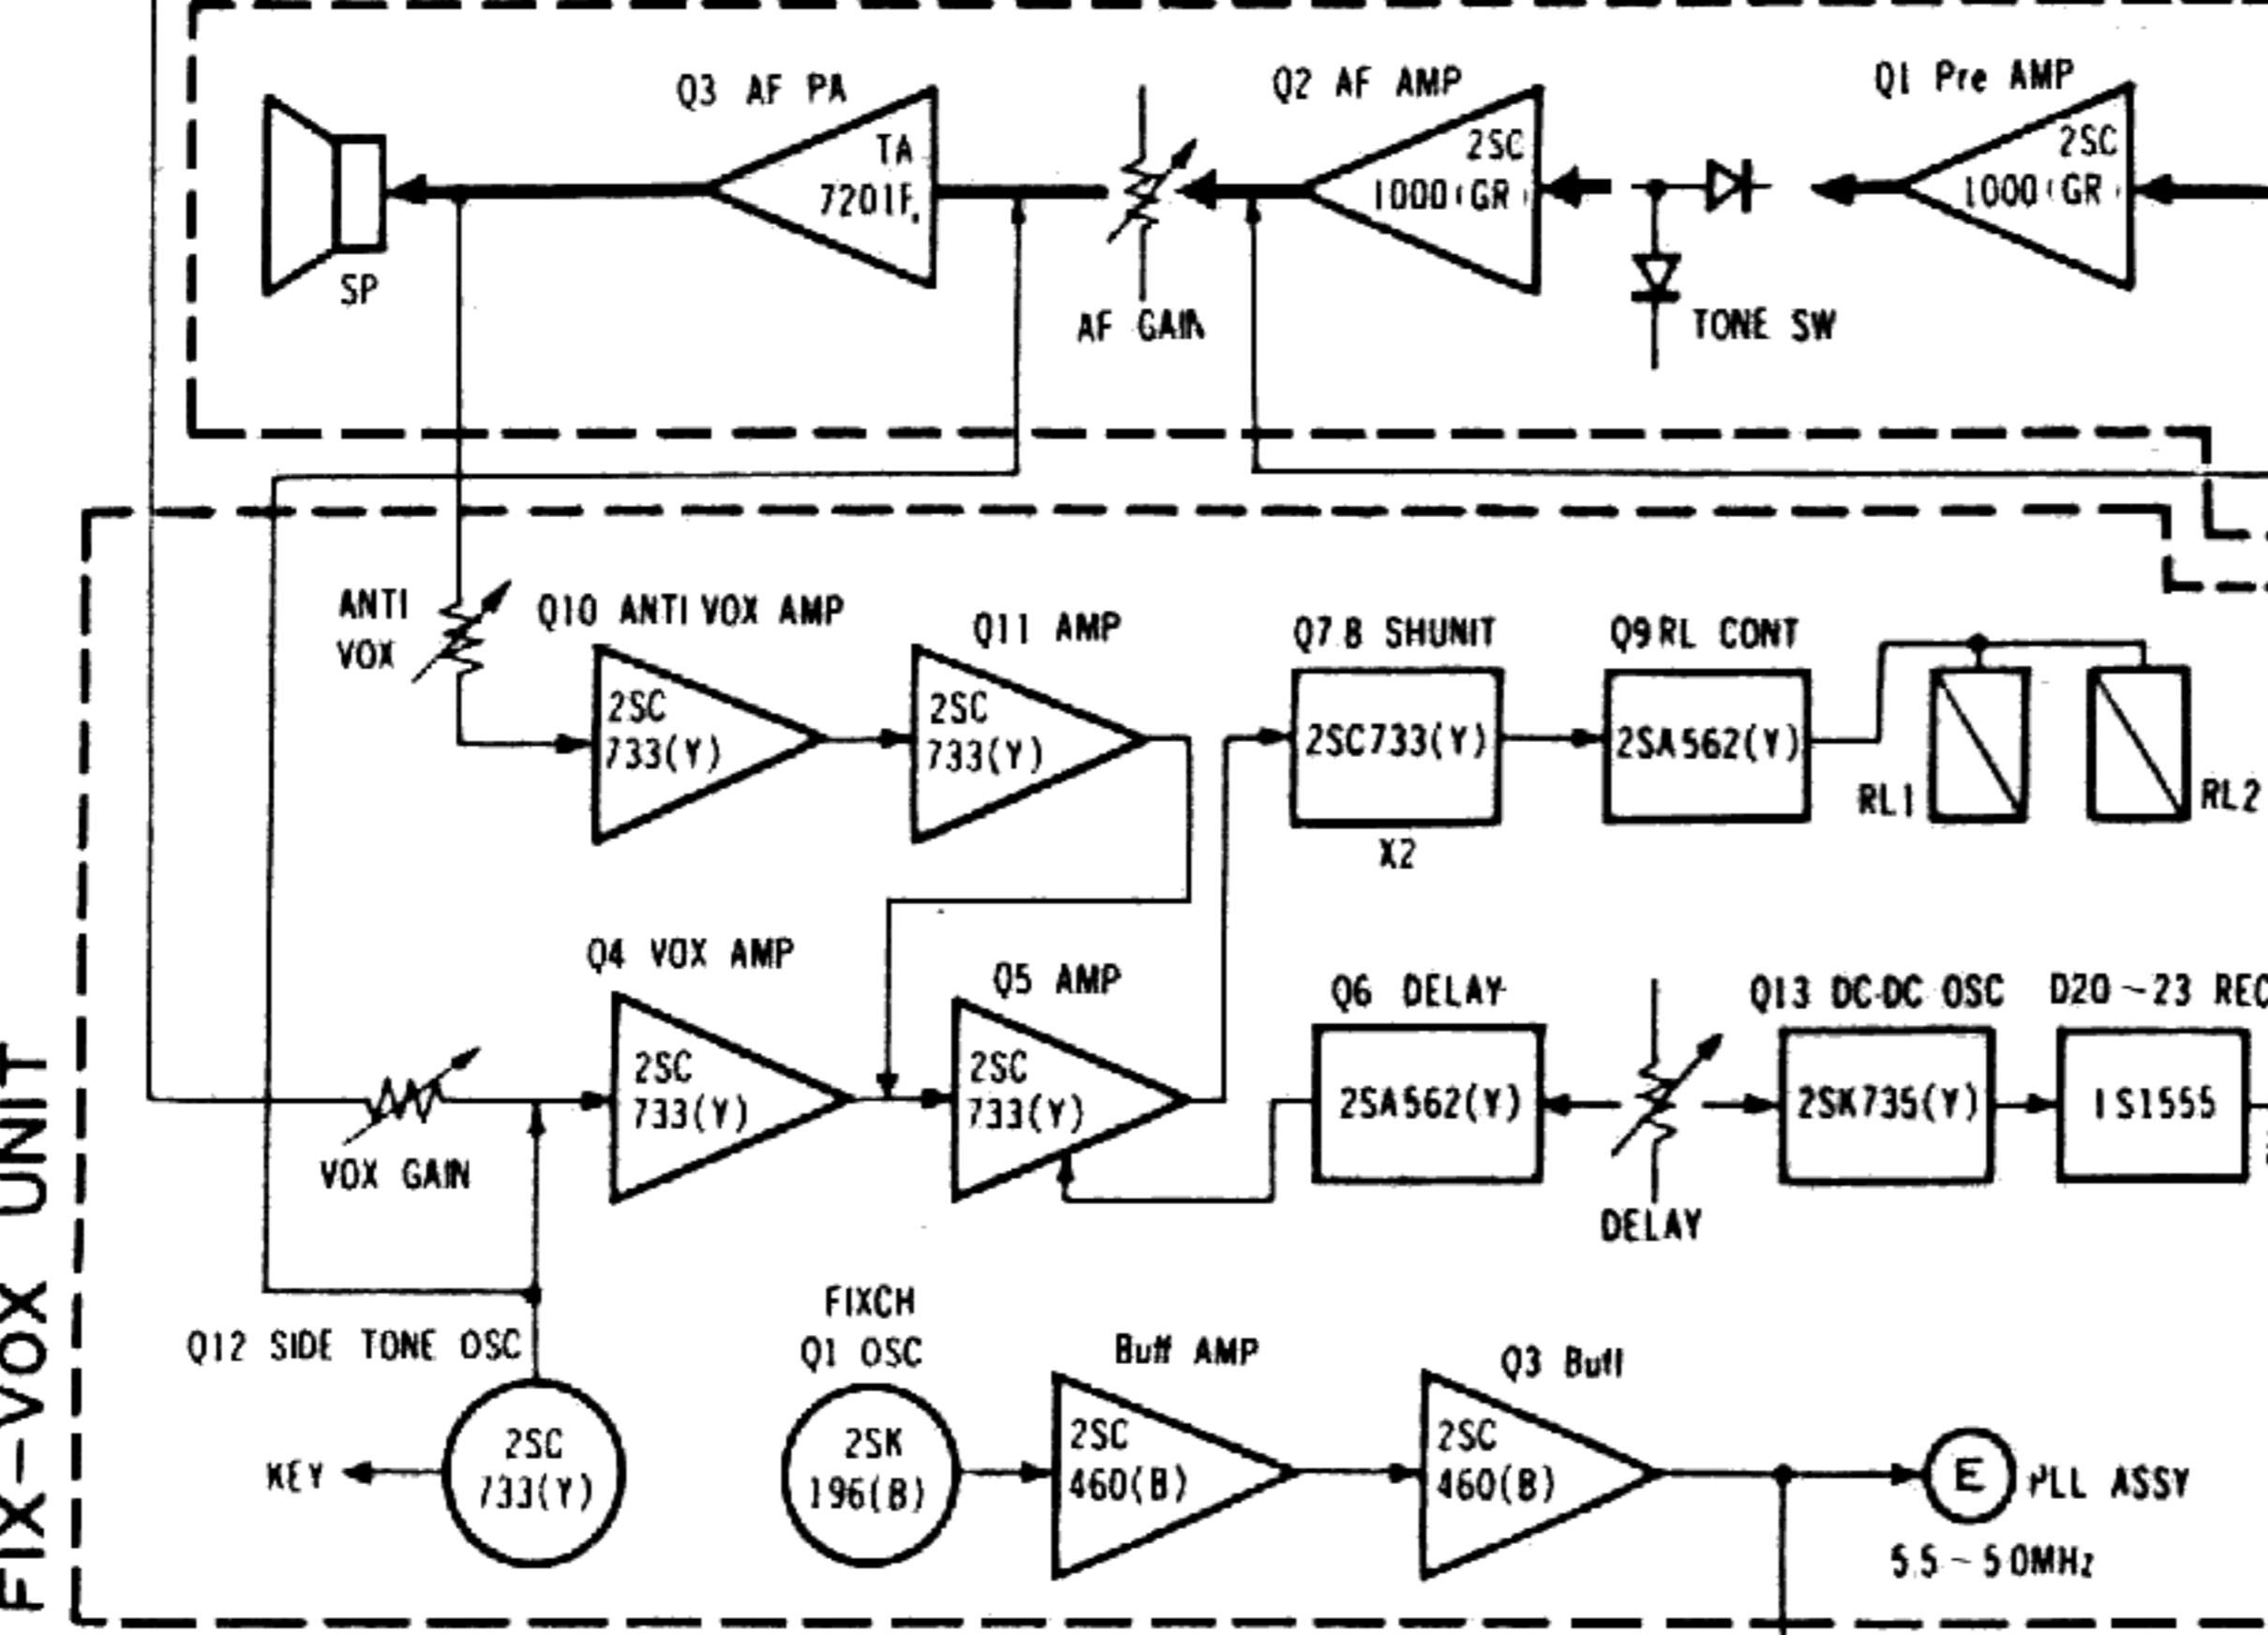 Q3 AF PA
TA
7201P
SP
AF GAIN
Q2 AF AMP
2SC
1000(GR)
TONE SW
Q1 Pre AMP
2SC
1000(GR)
ANTI
VOX
Q10 ANTI VOX AMP
2SC
733(Y)
Q11 AMP
2SC
733(Y)
Q7.8 SHUNIT
2SC733(Y)
X2
Q9 RL CONT
2SA562(Y)
RL1
RL2
VOX GAIN
Q4 VOX AMP
2SC
733(Y)
Q5 AMP
2SC
733(Y)
Q6 DELAY
2SA562(Y)
DELAY
Q13 DC-DC OSC
2SK735(Y)
D20~23 REC
1S1555
Q12 SIDE TONE OSC
2SC
733(Y)
KEY
FIXCH
Q1 OSC
2SK
196(B)
Buff AMP
2SC
460(B)
Q3 Buff
2SC
460(B)
E
PLL ASSY
5.5~5.0MHz
FIX-VOX UNIT